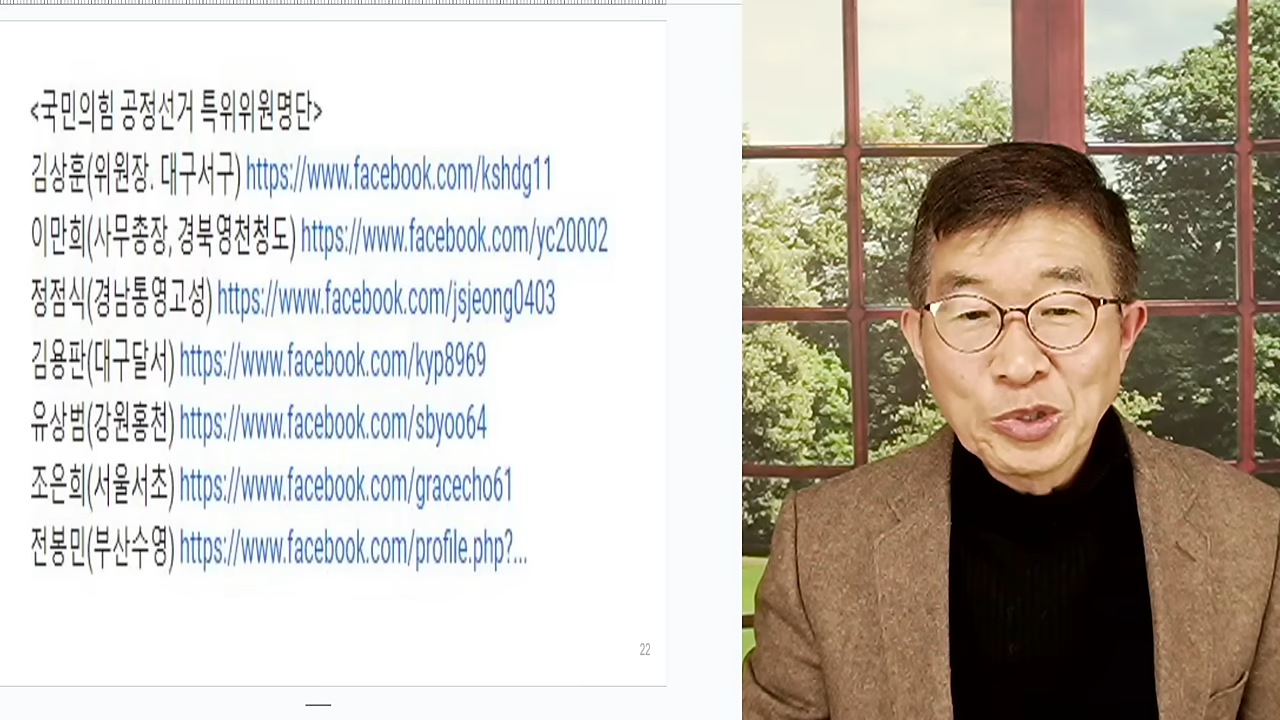 <국민의힘 공정선거 특위위원명단>
김상훈(위원장. 대구서구) https://www.facebook.com/kshdg11
이만희(사무총장, 경북영천청도) https://www.facebook.com/yc20002
정점식(경남통영고성) https://www.facebook.com/jsjeong0403
김용판(대구달서) https://www.facebook.com/kyp8969
유상범(강원홍천) https://www.facebook.com/sbyoo64
조은희(서울서초) https://www.facebook.com/gracecho61
전봉민(부산수영) https://www.facebook.com/profile.php?...
22